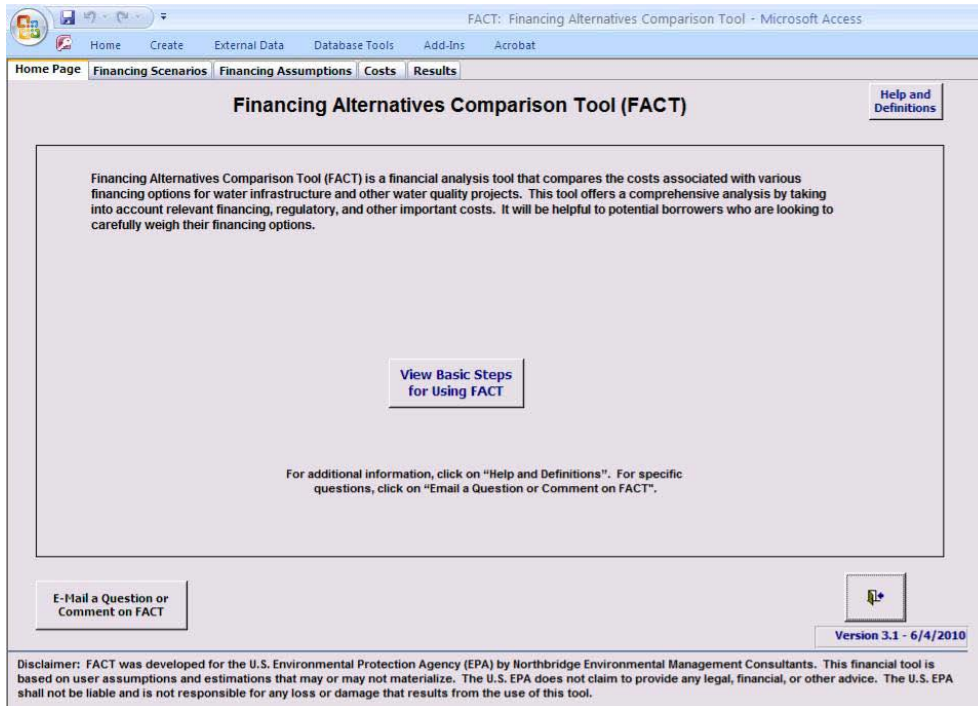 FACT: Financing Alternatives Comparison Tool - Microsoft Access
Home Create External Data Database Tools Add-Ins Acrobat
Home Page Financing Scenarios Financing Assumptions Costs Results
Financing Alternatives Comparison Tool (FACT)
Help and
Definitions
Financing Alternatives Comparison Tool (FACT) is a financial analysis tool that compares the costs associated with various
financing options for water infrastructure and other water quality projects. This tool offers a comprehensive analysis by taking
into account relevant financing, regulatory, and other important costs. It will be helpful to potential borrowers who are looking to
carefully weigh their financing options.
View Basic Steps
for Using FACT
For additional information, click on “Help and Definitions”. For specific
questions, click on “Email a Question or Comment on FACT”.
E-Mail a Question or
Comment on FACT
Version 3.1 - 6/4/2010
Disclaimer: FACT was developed for the U.S. Environmental Protection Agency (EPA) by Northbridge Environmental Management Consultants. This financial tool is
based on user assumptions and estimations that may or may not materialize. The U.S. EPA does not claim to provide any legal, financial, or other advice. The U.S. EPA
shall not be liable and is not responsible for any loss or damage that results from the use of this tool.